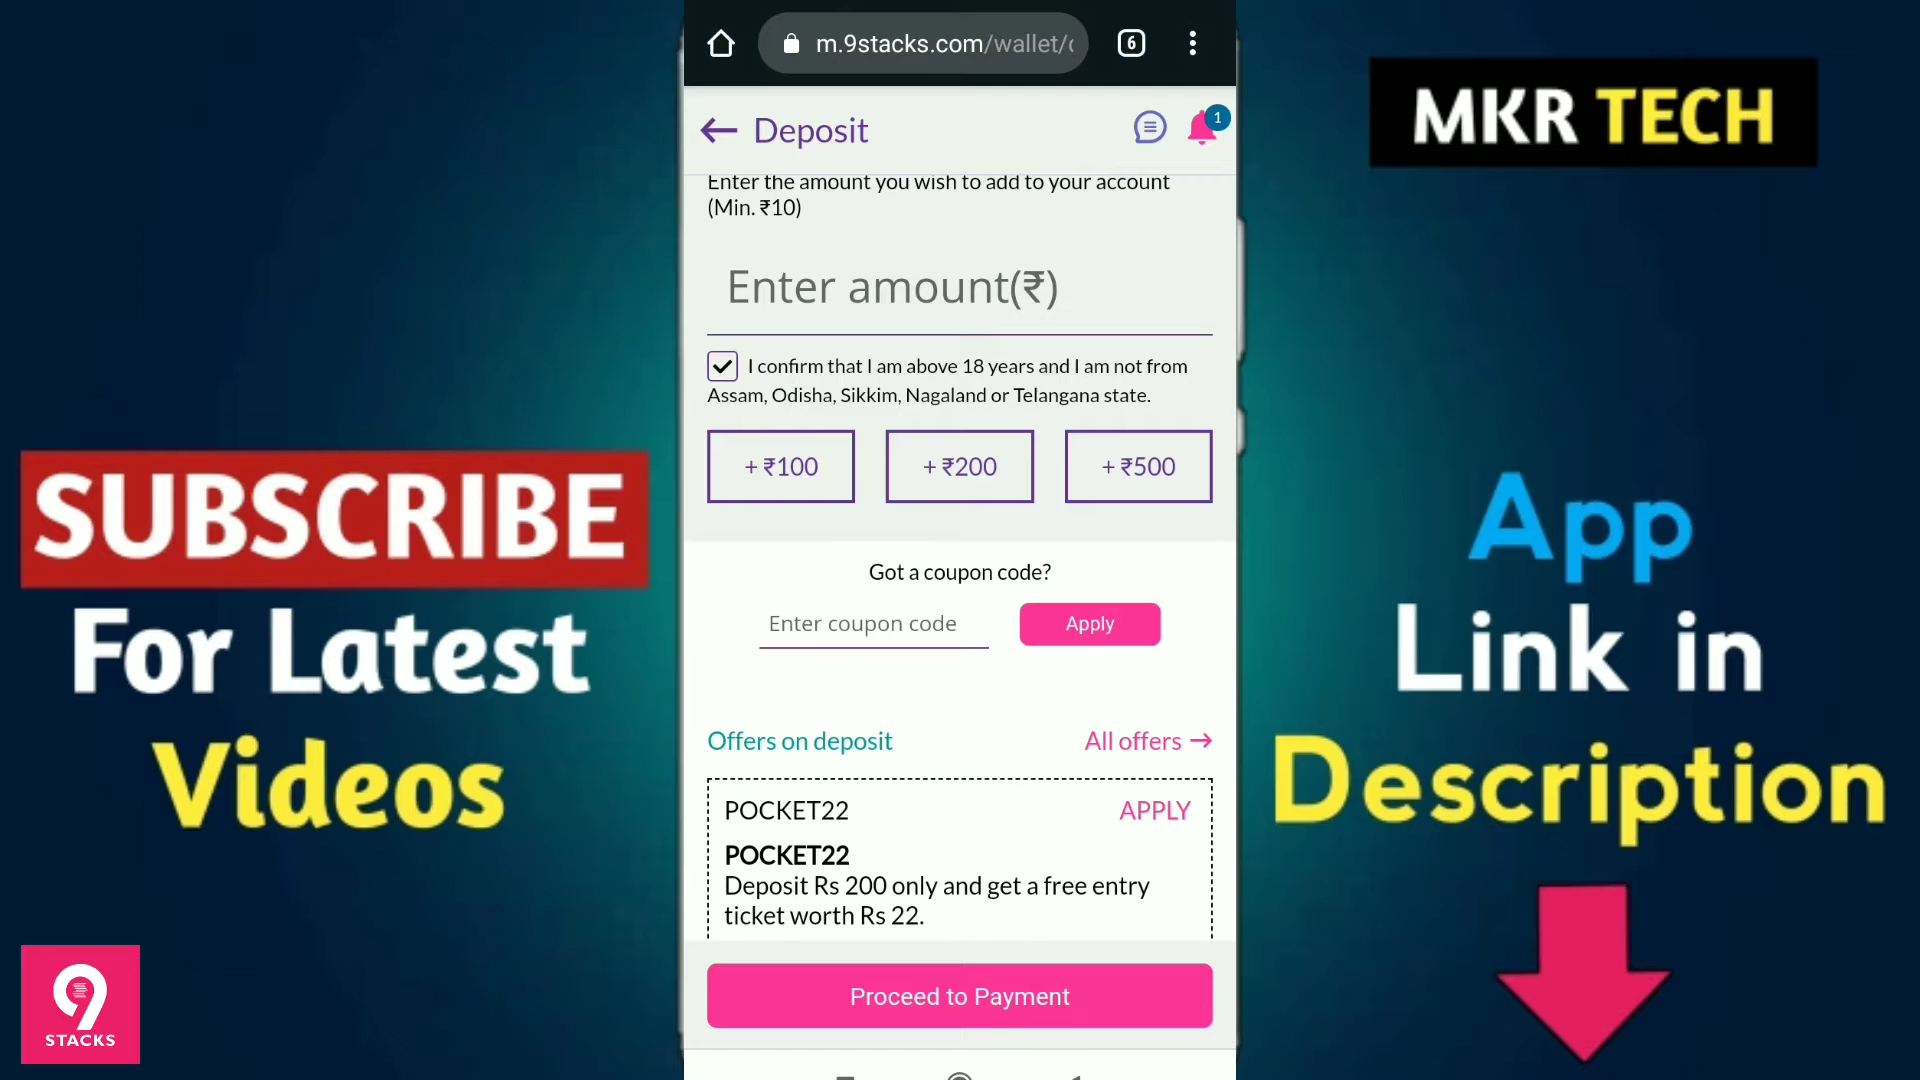 m.9stacks.com/wallet/
6
MKR TECH
Deposit
1
Enter the amount you wish to add to your account
(Min. ₹10)
Enter amount(₹)
I confirm that I am above 18 years and I am not from
Assam, Odisha, Sikkim, Nagaland or Telangana state.
+ ₹100
+ ₹200
+ ₹500
Got a coupon code?
Enter coupon code
Apply
Offers on deposit
All offers →
POCKET22
APPLY
POCKET22
Deposit Rs 200 only and get a free entry
ticket worth Rs 22.
Proceed to Payment
SUBSCRIBE
For Latest
Videos
App
Link in
Description
9
STACKS